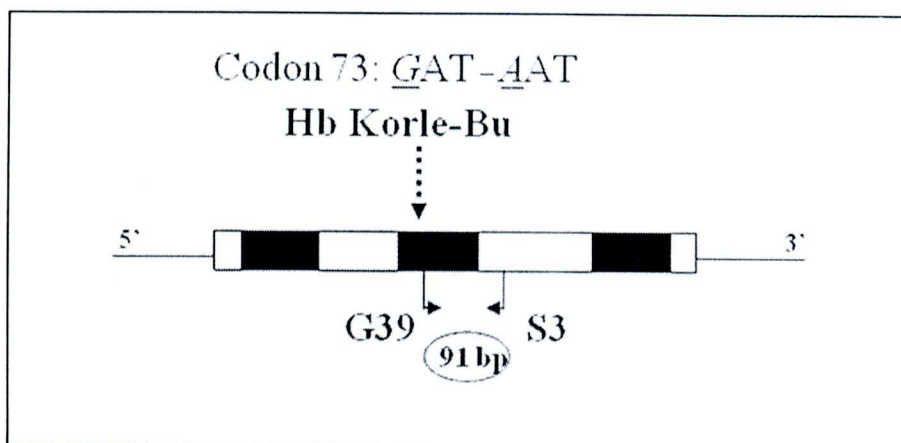 Codon 73: GAT-AAT
Hb Korle-Bu
5` 3`
G39 S3
91 bp